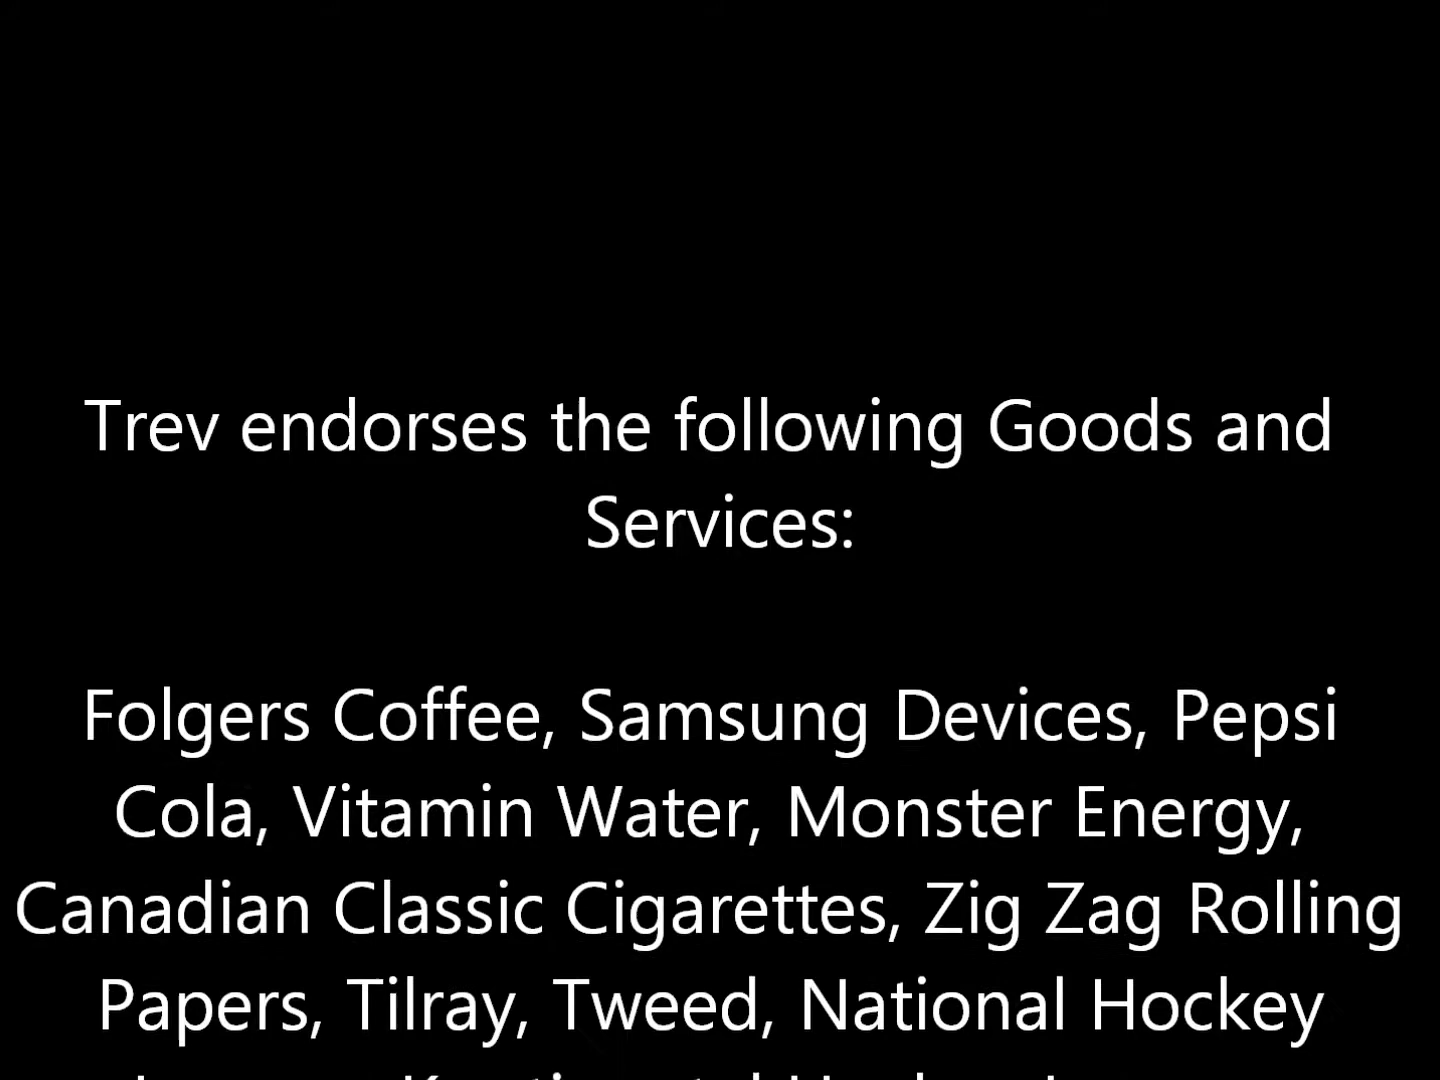 Trev endorses the following Goods and
Services:
Folgers Coffee, Samsung Devices, Pepsi
Cola, Vitamin Water, Monster Energy,
Canadian Classic Cigarettes, Zig Zag Rolling
Papers, Tilray, Tweed, National Hockey